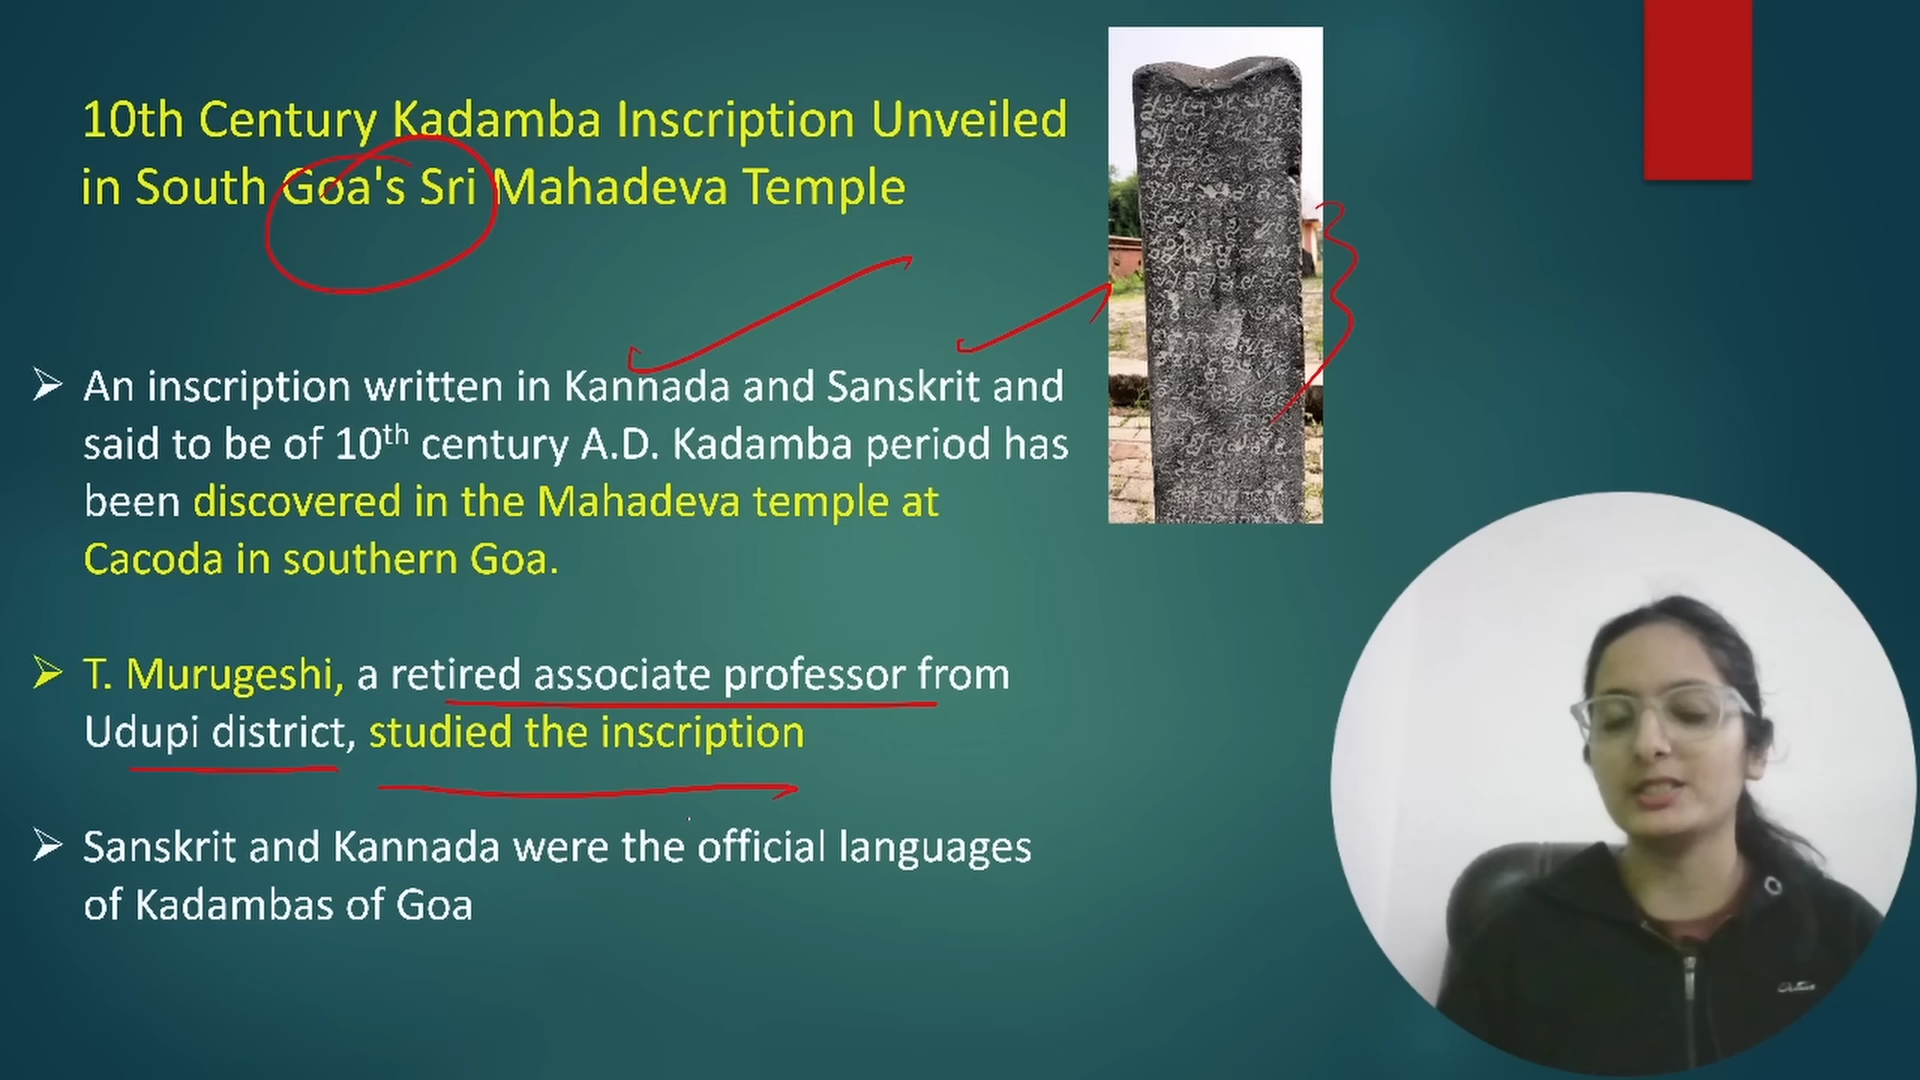 10th Century Kadamba Inscription Unveiled
in South Goa's Sri Mahadeva Temple
➢ An inscription written in Kannada and Sanskrit and
said to be of 10th century A.D. Kadamba period has
been discovered in the Mahadeva temple at
Cacoda in southern Goa.
➢ T. Murugeshi, a retired associate professor from
Udupi district, studied the inscription
➢ Sanskrit and Kannada were the official languages
of Kadambas of Goa